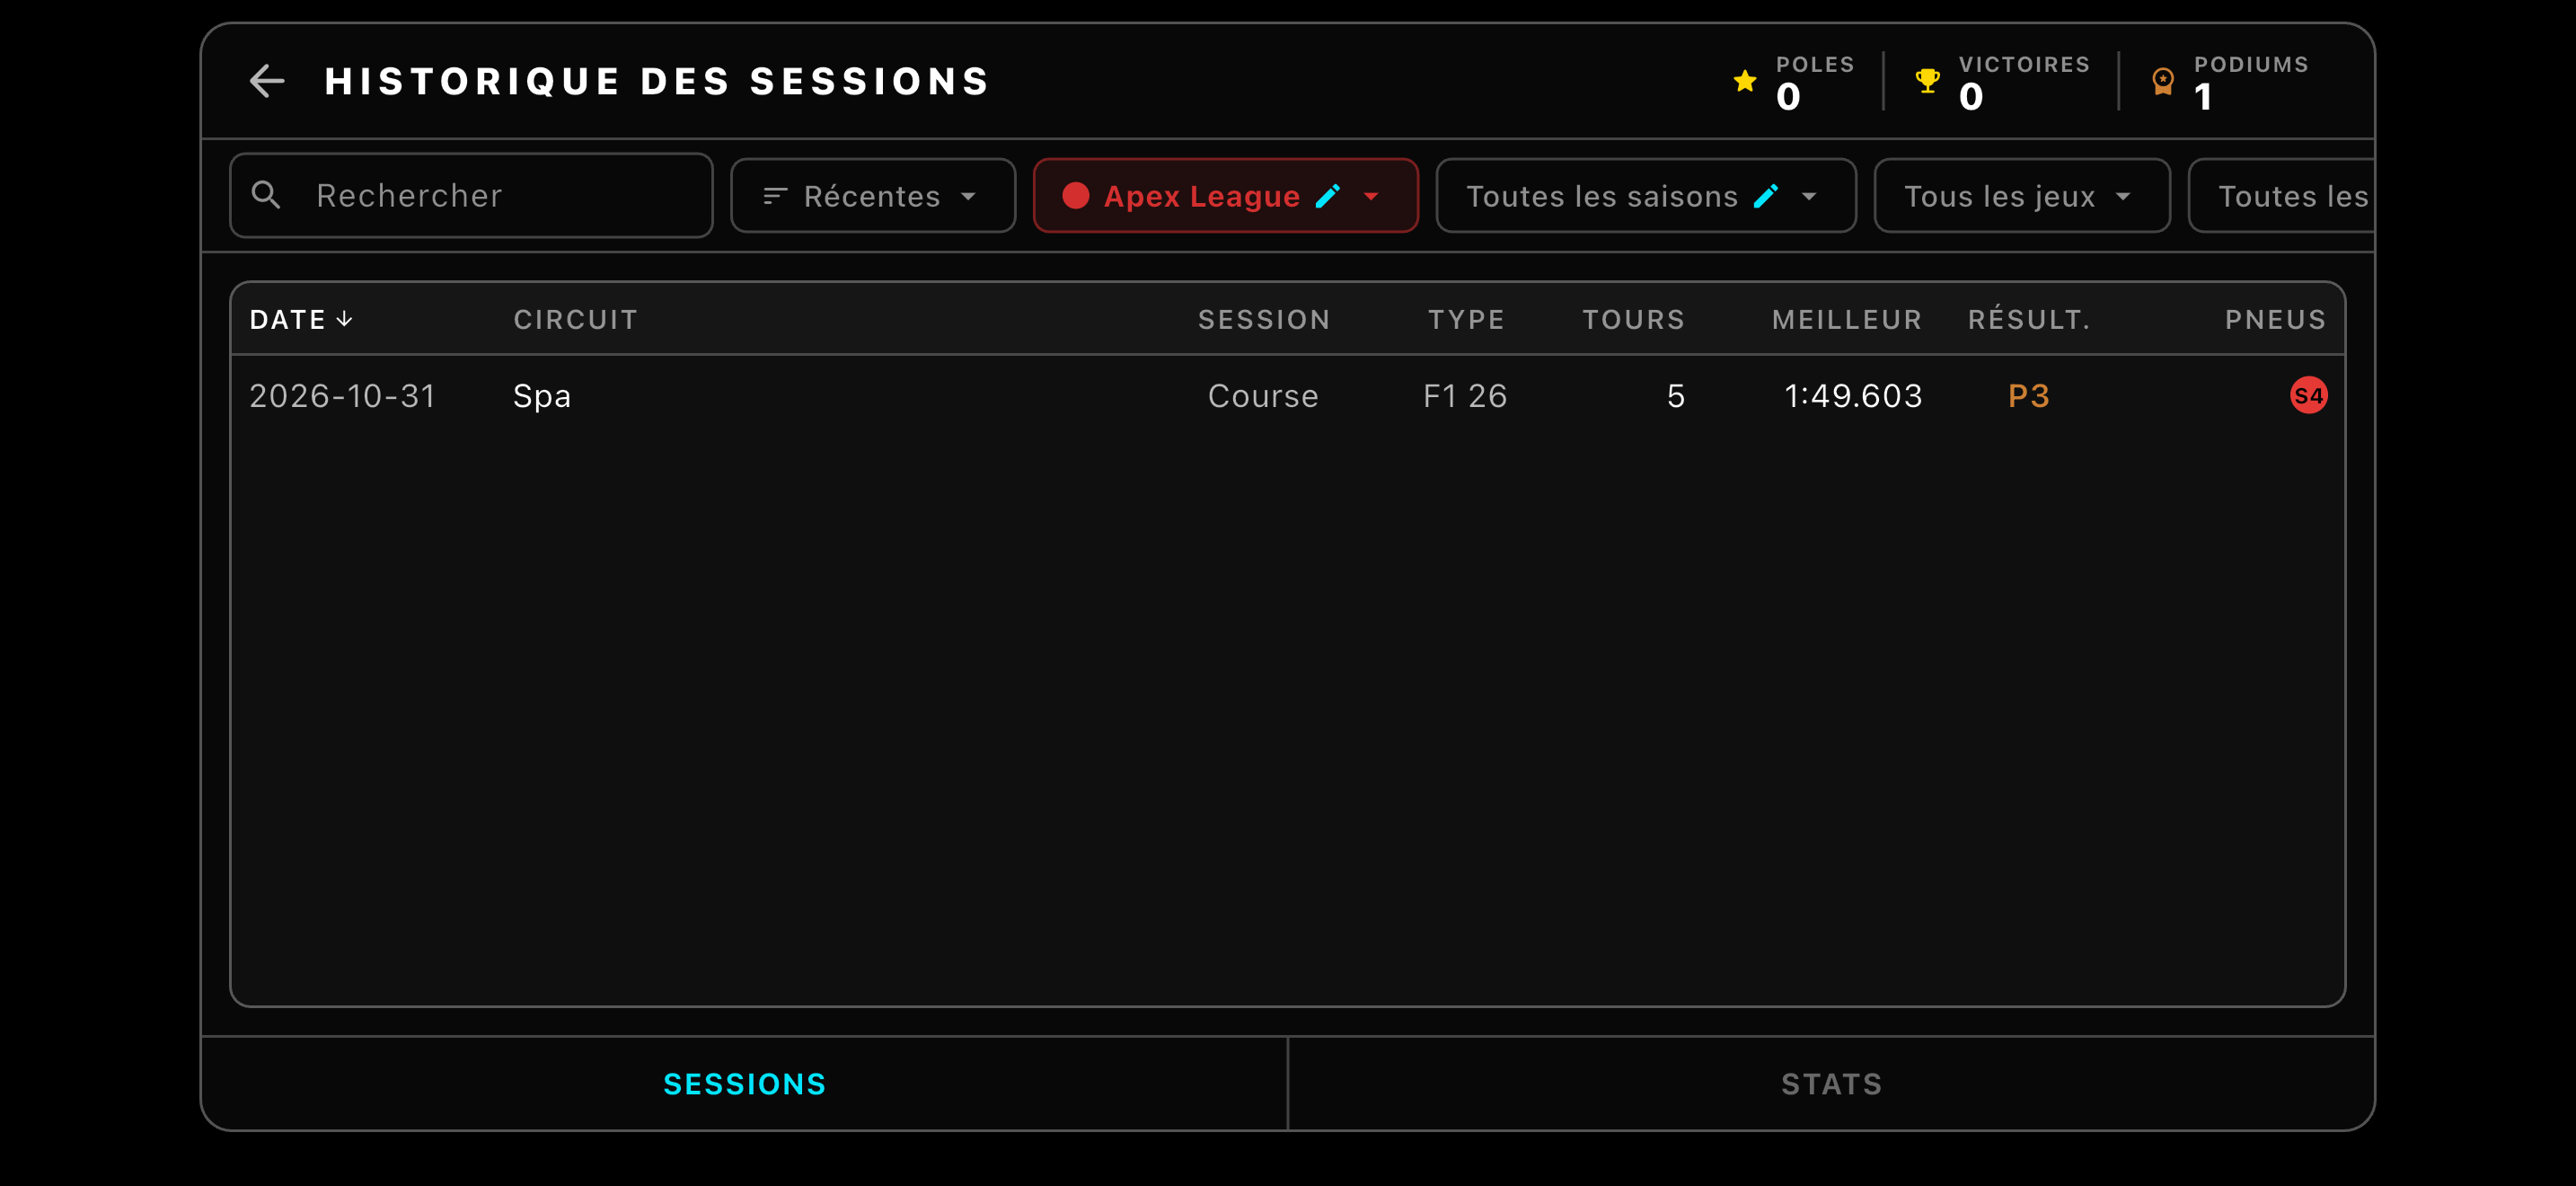 HISTORIQUE DES SESSIONS
POLES
0
VICTOIRES
0
PODIUMS
1
Rechercher
Récentes
Apex League
Toutes les saisons
Tous les jeux
Toutes les
DATE CIRCUIT SESSION TYPE TOURS MEILLEUR RÉSULT. PNEUS
2026-10-31 Spa Course F1 26 5 1:49.603 P3 S4
SESSIONS
STATS